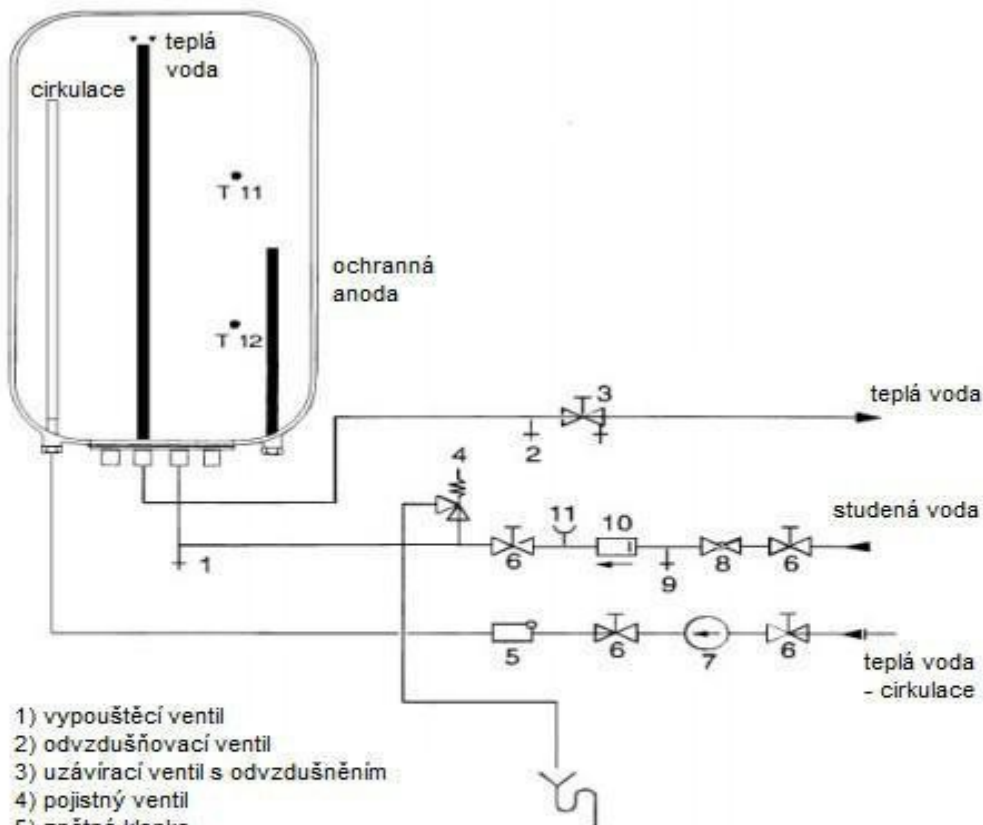 teplá
voda
cirkulace
T 11
ochranná
anoda
T 12
3
teplá voda
2
4
studená voda
11
10
1
6
9
8
6
5
6
7
6
teplá voda
- cirkulace
1) vypouštěcí ventil
2) odvzdušňovací ventil
3) uzávírací ventil s odvzdušněním
4) pojistný ventil